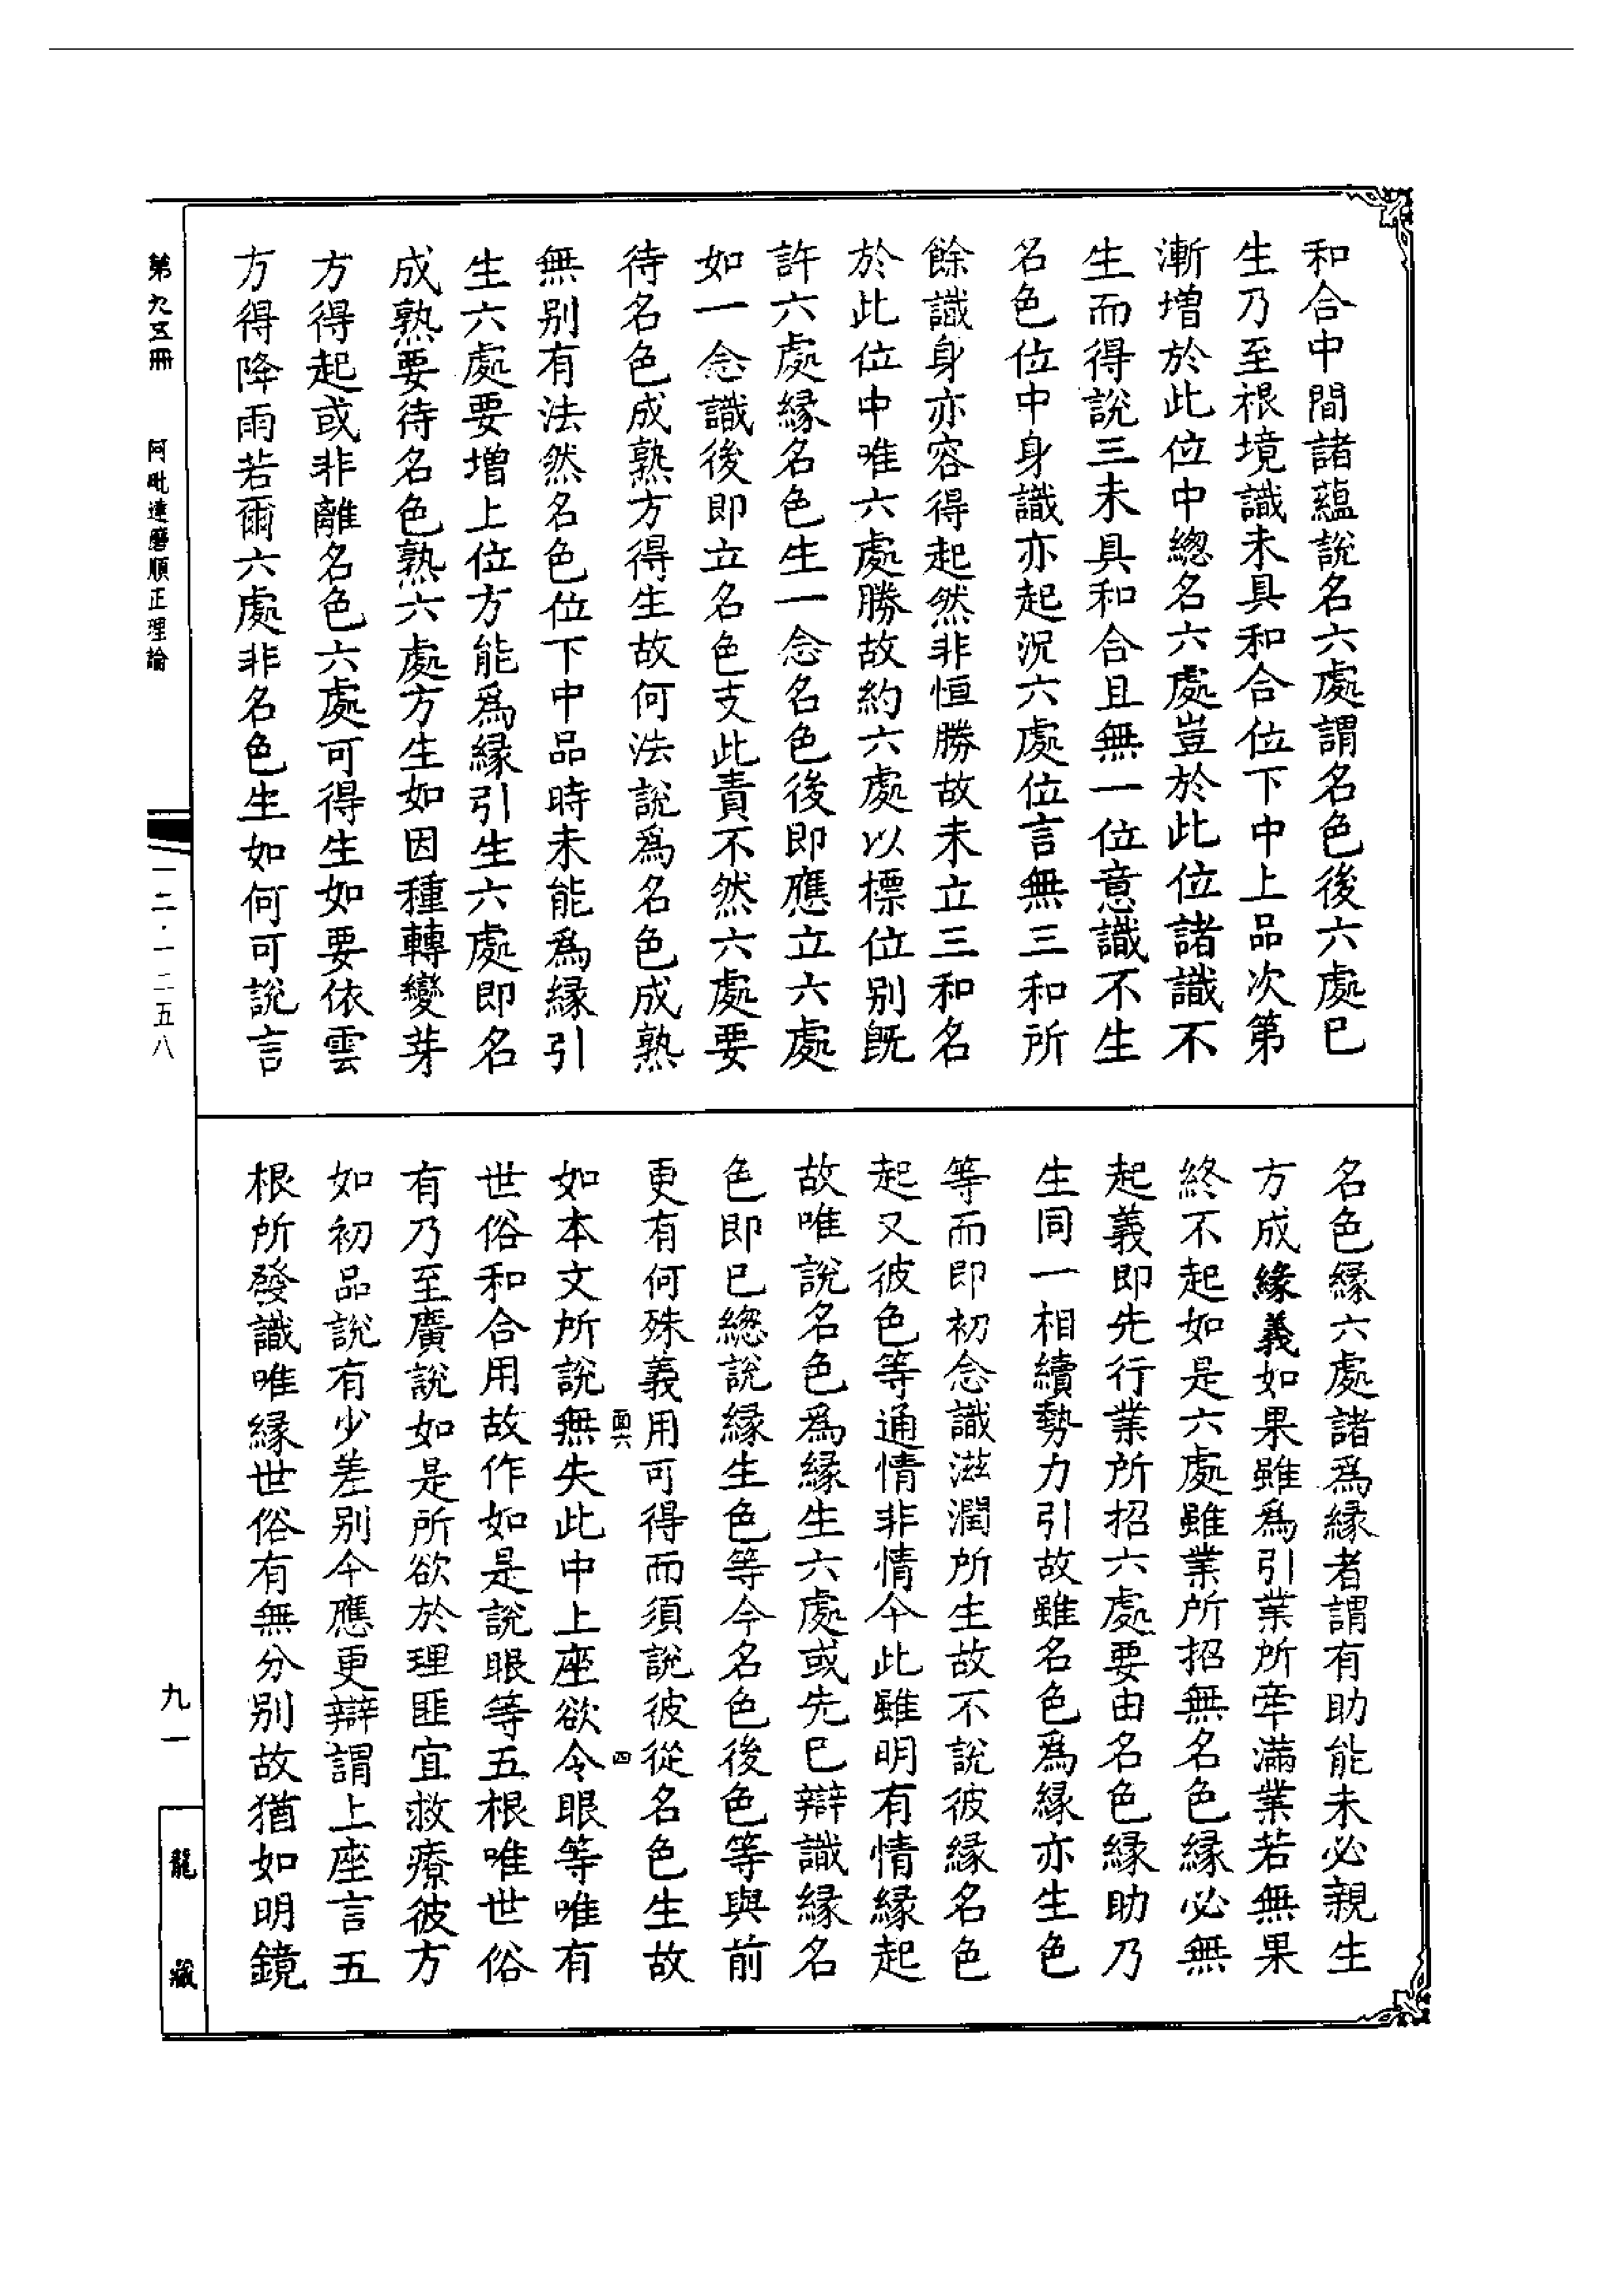 和合中間諸蘊說名六處謂名色後六處已
生乃至根境識未具和合位下中上品次第
漸增於此位中總名六處豈於此位諸識不
生而得說三未具和合且無一位意識不生
名色位中身識亦起況六處位言無三和所
餘識身亦容得起然非恒勝故未立三和名
於此位中唯六處勝故約六處以標位別既
許六處緣名色生一念名色後即應立六處
如一念識後即立名色支此責不然六處要
待名色成熟方得生故何法說爲名色成熟
無別有法然名色位下中品時未能爲緣引
生六處要增上位方能爲緣引生六處即名
成熟要待名色熟六處方生如因種轉變芽
方得起或非離名色六處可得生如要依雲
方得降雨若爾六處非名色生如何可說言
名色緣六處諸爲緣者謂有助能未必親生
方成緣義如果雖爲引業所牽滿業若無果
終不起如是六處雖業所招無名色緣必無
起義即先行業所招六處要由名色緣助乃
生同一相續勢力引故雖名色爲緣亦生色
等而即初念識滋潤所生故不說彼緣名色
起又彼色等通情非情今此雖明有情緣起
故唯說名色爲緣生六處或先已辯識緣名
色即已總說緣生色等今名色後色等與前
更有何殊義用可得而須說彼從名色生故
面六 四
如本文所說無失此中上座欲令眼等唯有
世俗和合用故作如是說眼等五根唯世俗
有乃至廣說如是所欲於理匪宜救療彼方
如初品說有少差別今應更辯謂上座言五
根所發識唯緣世俗有無分別故猶如明鏡
第九五冊 阿毗達磨順正理論
一二·一二五八
九一
龍藏